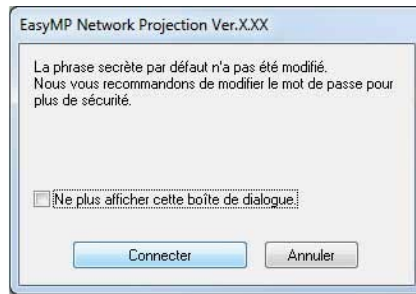 EasyMP Network Projection Ver.X.XX
La phrase secrète par défaut n'a pas été modifié.
Nous vous recommandons de modifier le mot de passe pour
plus de sécurité.
Ne plus afficher cette boîte de dialogue.
Connecter
Annuler